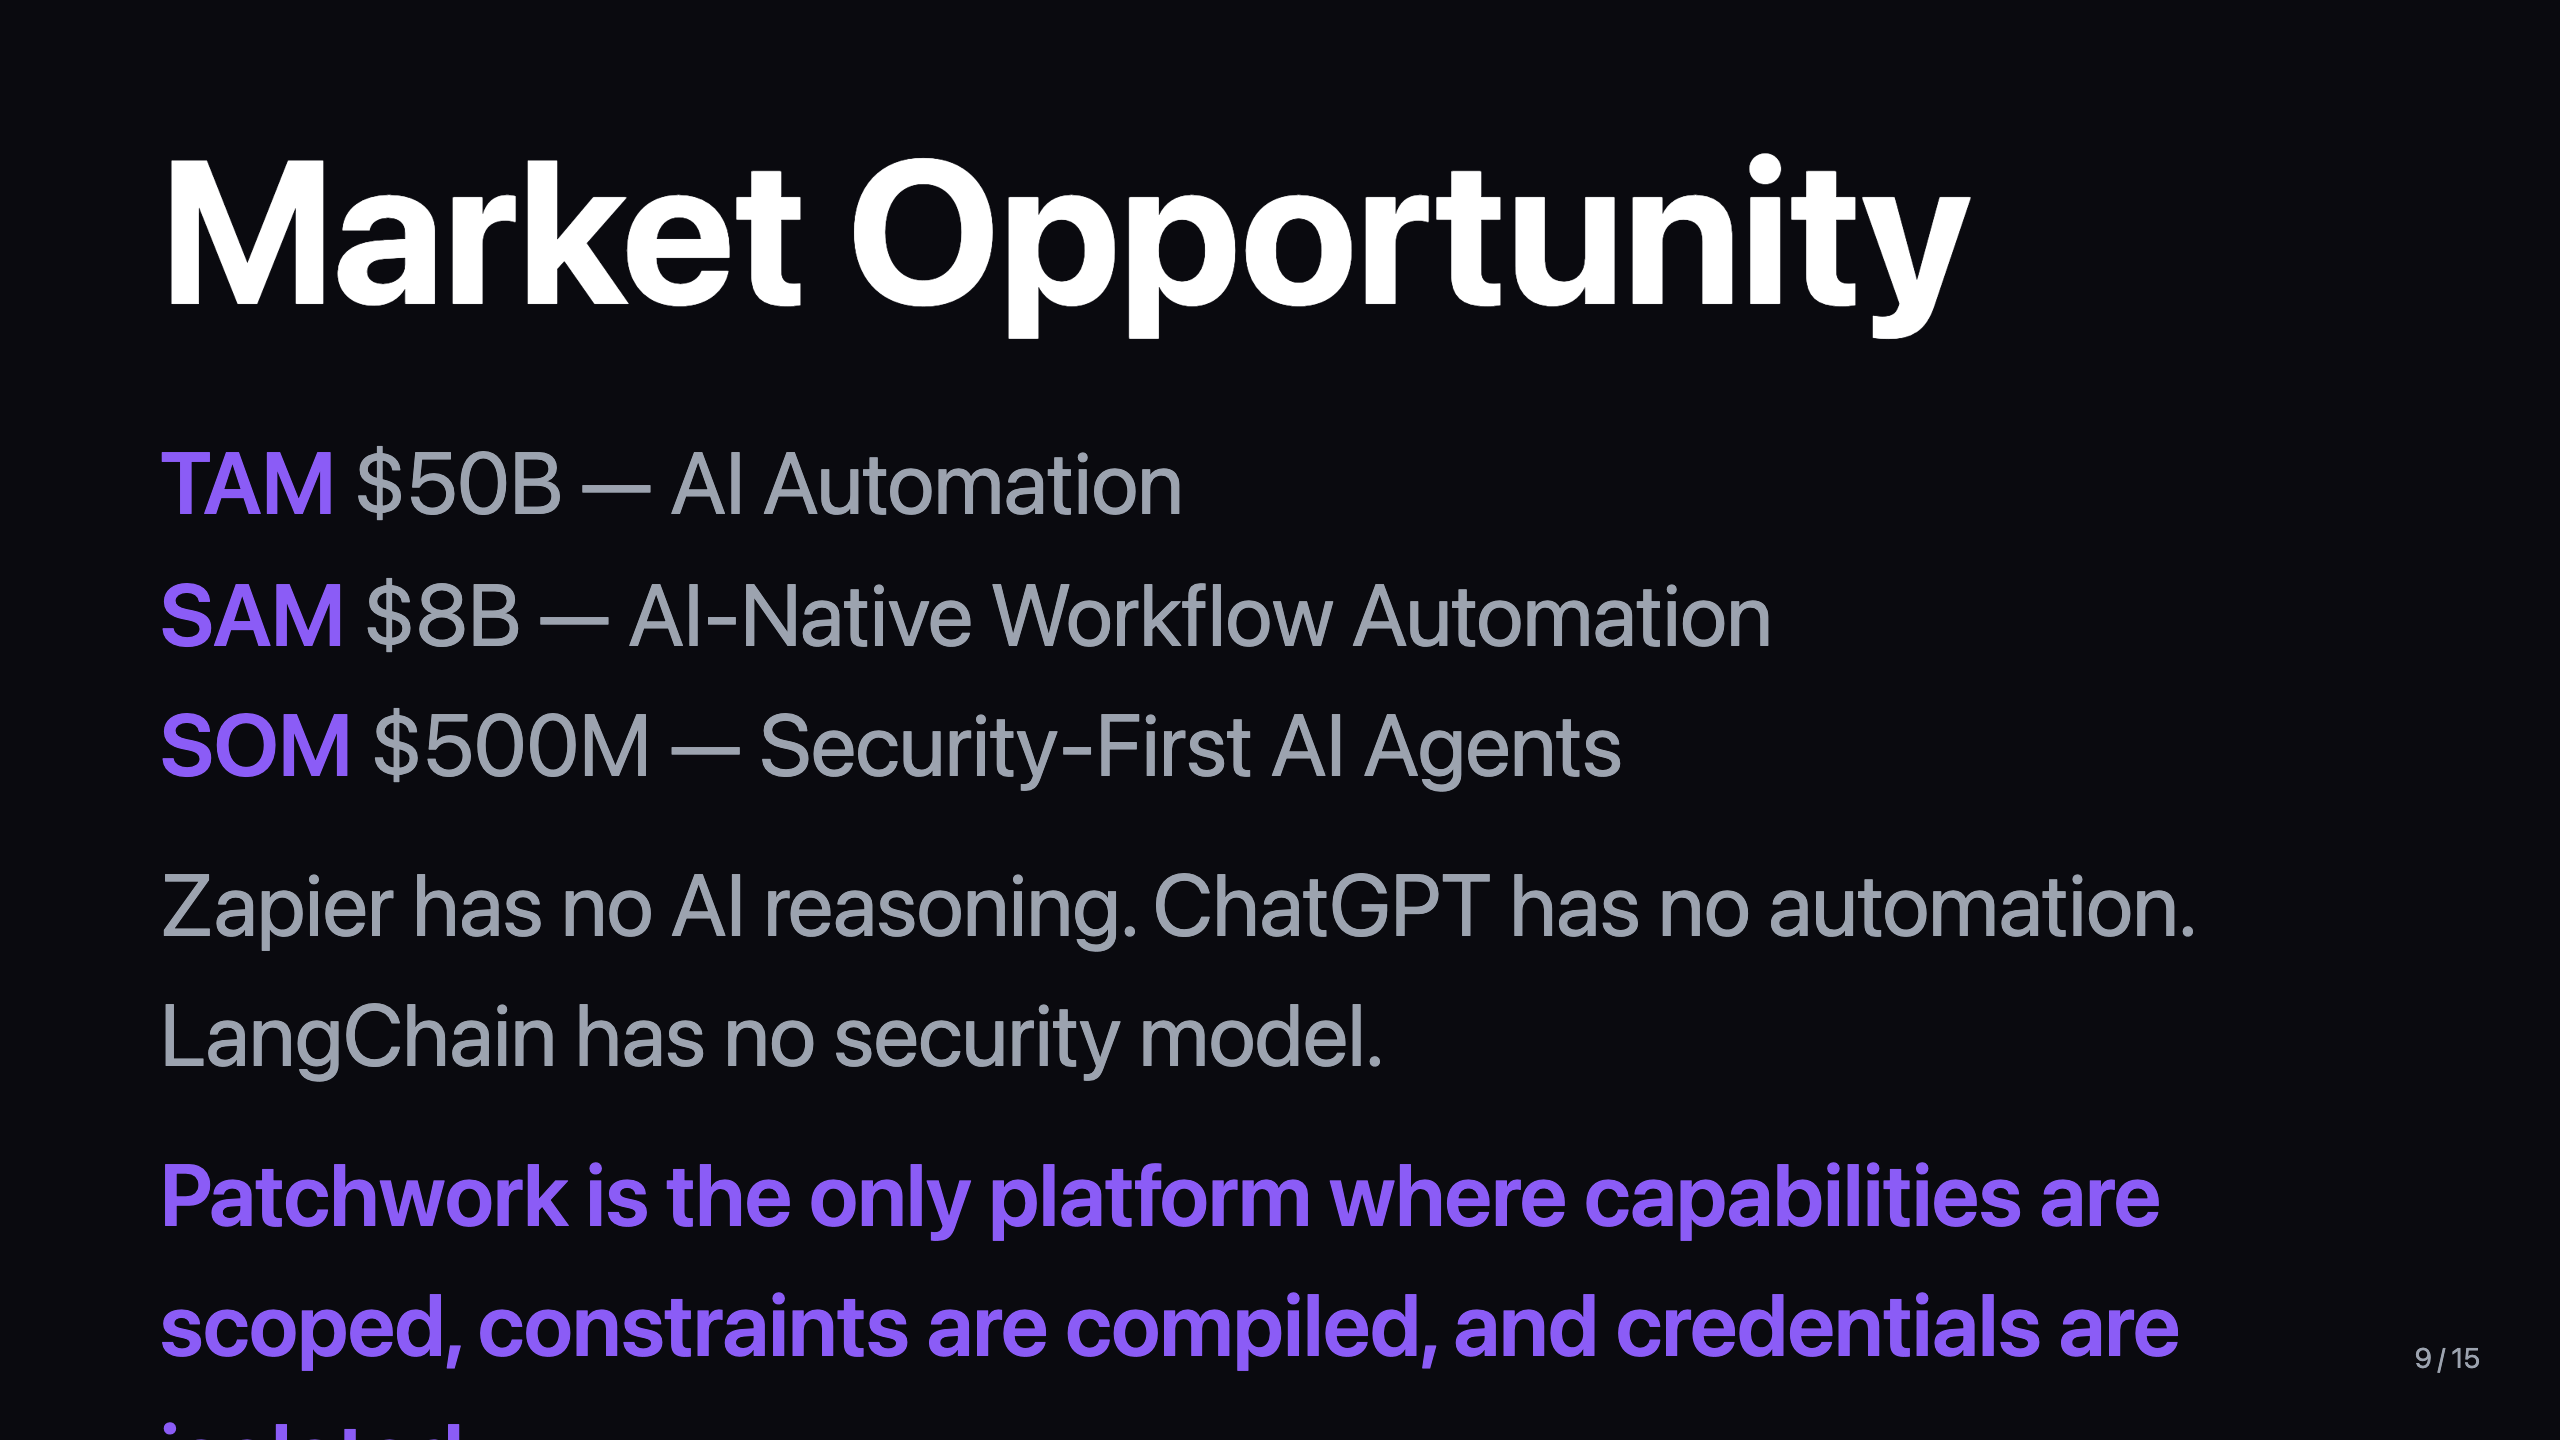 Market Opportunity
TAM $50B — AI Automation
SAM $8B — AI-Native Workflow Automation
SOM $500M — Security-First AI Agents
Zapier has no AI reasoning. ChatGPT has no automation.
LangChain has no security model.
Patchwork is the only platform where capabilities are
scoped, constraints are compiled, and credentials are
9 / 15